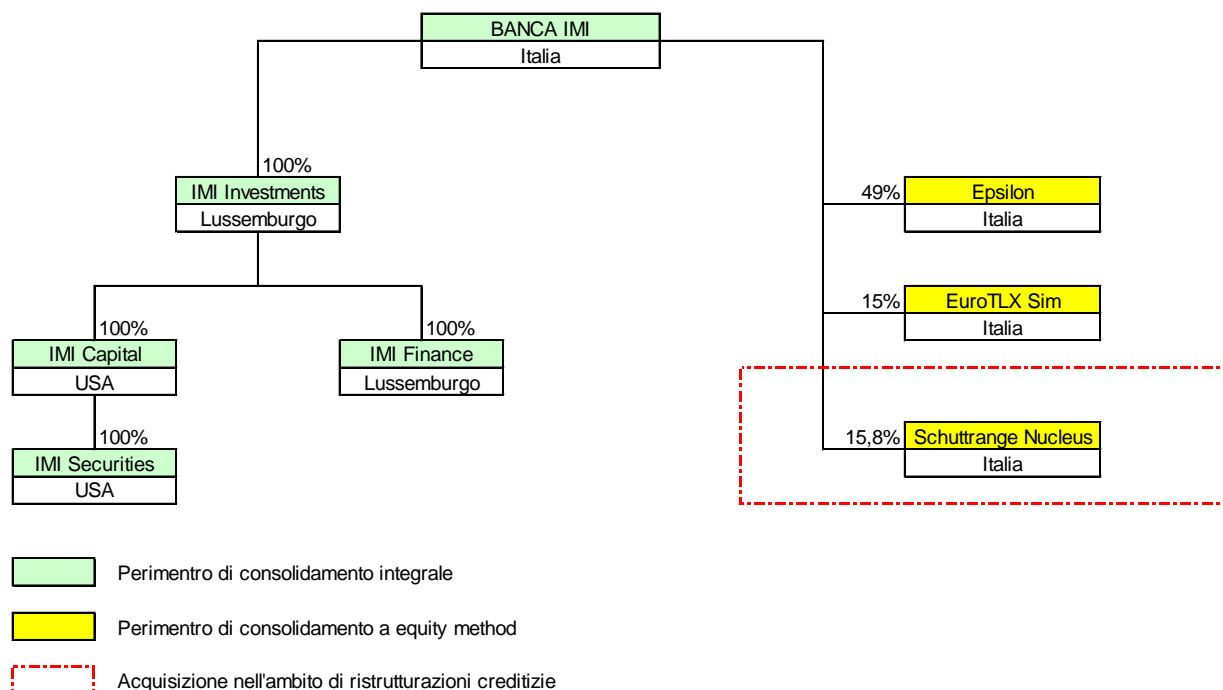 BANCA IMI
Italia
100%
IMI Investments
Lussemburgo
49%
Epsilon
Italia
15%
EuroTLX Sim
Italia
100%
IMI Capital
USA
100%
IMI Finance
Lussemburgo
100%
IMI Securities
USA
15,8%
Schuttrange Nucleus
Italia
Perimentro di consolidamento integrale
Perimentro di consolidamento a equity method
Acquisizione nell'ambito di ristrutturazioni creditizie